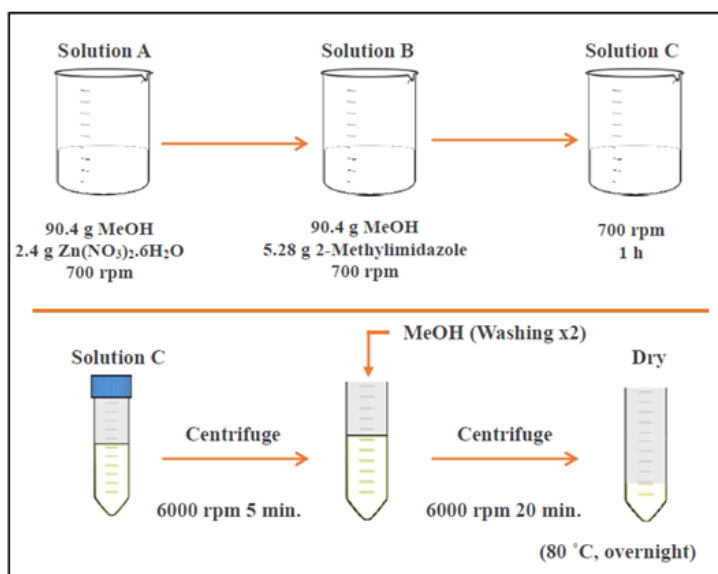 Solution A
Solution B
Solution C
90.4 g MeOH
2.4 g Zn(NO₃)₂.6H₂O
700 rpm
90.4 g MeOH
5.28 g 2-Methylimidazole
700 rpm
700 rpm
1 h
MeOH (Washing x2)
Solution C
Dry
Centrifuge
6000 rpm 5 min.
Centrifuge
6000 rpm 20 min.
(80 ˚C, overnight)